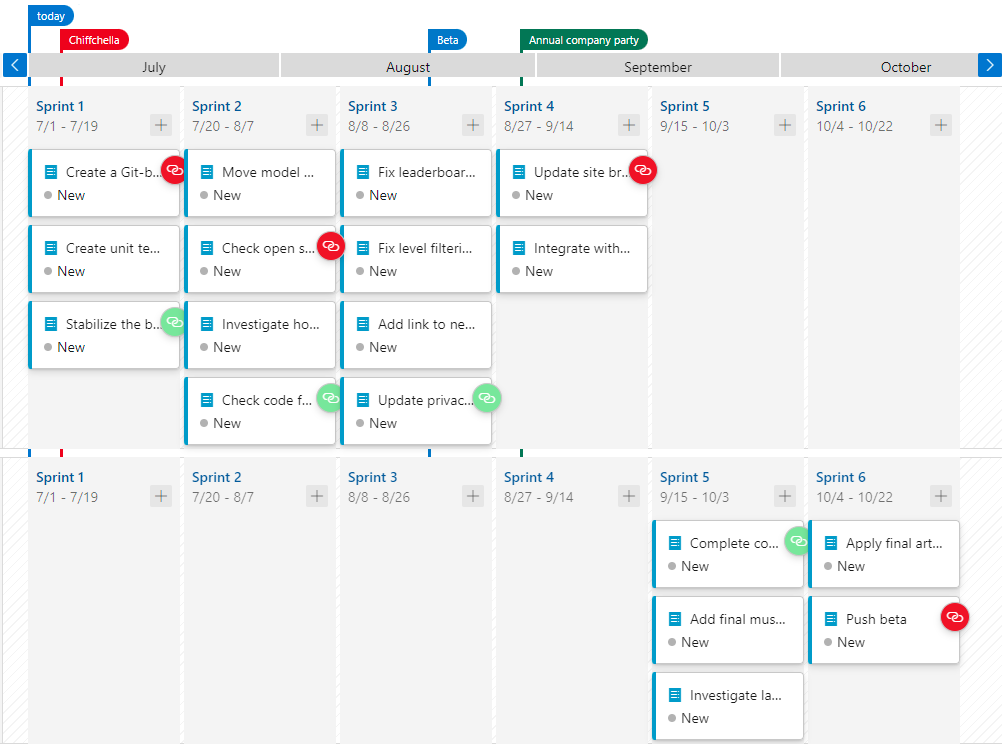 today
Chiffchella
Beta
Annual company party
July
August
September
October
Sprint 1
7/1 - 7/19
Sprint 2
7/20 - 8/7
Sprint 3
8/8 - 8/26
Sprint 4
8/27 - 9/14
Sprint 5
9/15 - 10/3
Sprint 6
10/4 - 10/22
Create a Git-b...
New
Move model ...
New
Fix leaderboar...
New
Update site br...
New
Create unit te...
New
Check open s...
New
Fix level filterin...
New
Integrate with...
New
Stabilize the b...
New
Investigate ho...
New
Add link to ne...
New
Check code f...
New
Update privac...
New
Sprint 1
7/1 - 7/19
Sprint 2
7/20 - 8/7
Sprint 3
8/8 - 8/26
Sprint 4
8/27 - 9/14
Sprint 5
9/15 - 10/3
Sprint 6
10/4 - 10/22
Complete co...
New
Apply final art...
New
Add final mus...
New
Push beta
New
Investigate la...
New